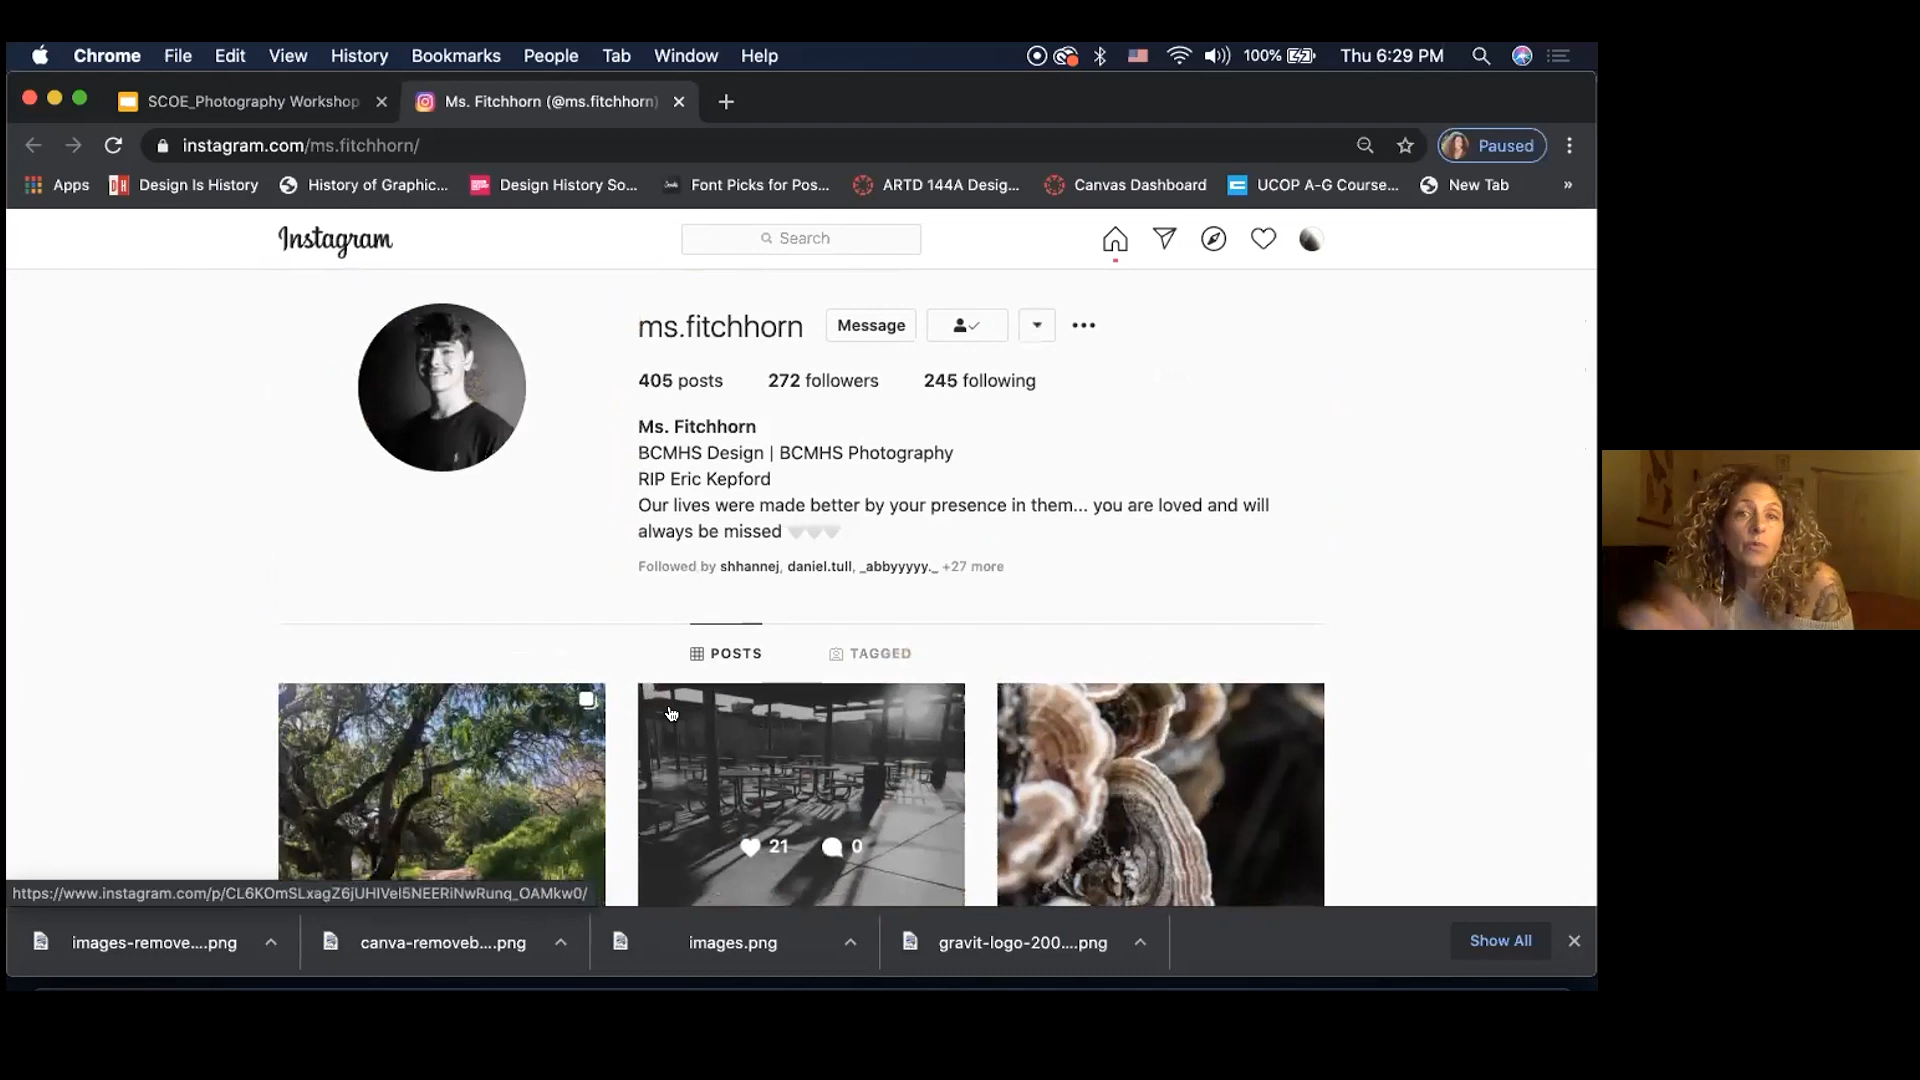 Chrome File Edit View History Bookmarks People Tab Window Help 100% Thu 6:29 PM
SCOE_Photography Workshop Ms. Fitchhorn (@ms.fitchhorn)
instagram.com/ms.fitchhorn/ Paused
Apps Design Is History History of Graphic... Design History So... Font Picks for Pos... ARTD 144A Desig... Canvas Dashboard UCOP A-G Course... New Tab »
Instagram Search
ms.fitchhorn Message
405 posts 272 followers 245 following
Ms. Fitchhorn
BCMHS Design | BCMHS Photography
RIP Eric Kepford
Our lives were made better by your presence in them... you are loved and will
always be missed
Followed by shhannej, daniel.tull, _abbyyyyy._ +27 more
POSTS TAGGED
21 0
images-remove....png canva-removeb....png images.png gravit-logo-200....png Show All